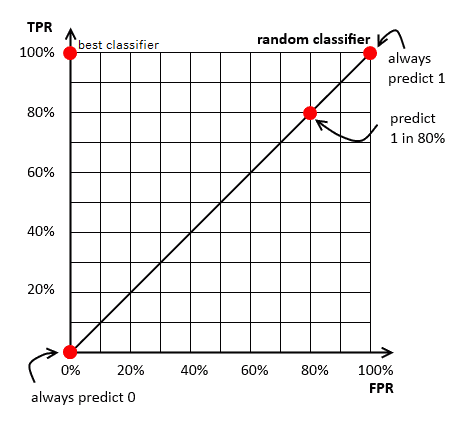 TPR
best classifier
random classifier
100%
always
predict 1
80%
predict
1 in 80%
60%
40%
20%
0%
20%
40%
60%
80%
100%
FPR
always predict 0